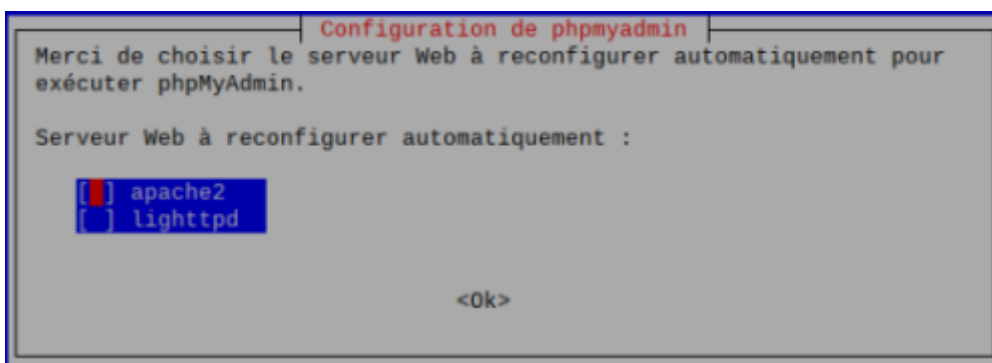 Configuration de phpmyadmin
Merci de choisir le serveur Web à reconfigurer automatiquement pour
exécuter phpMyAdmin.
Serveur Web à reconfigurer automatiquement :
[ ] apache2
[ ] lighttpd
<Ok>